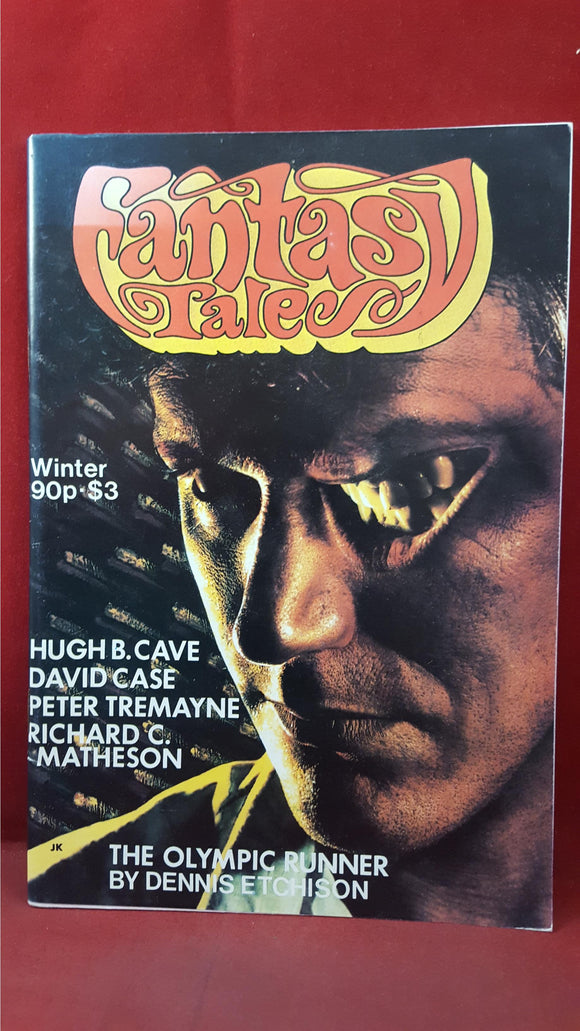 Fantasy
Tales
Winter
90p·$3
HUGH B. CAVE
DAVID CASE
PETER TREMAYNE
RICHARD C.
MATHESON
JK
THE OLYMPIC RUNNER
BY DENNIS ETCHISON